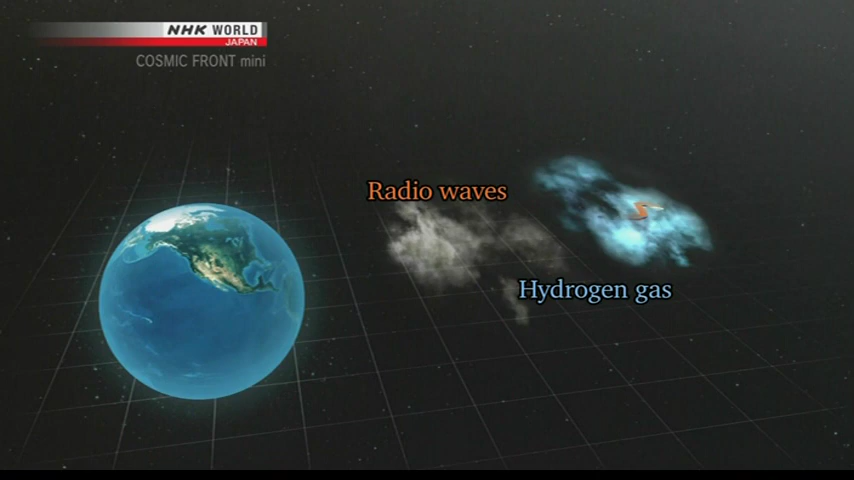 NHK WORLD
JAPAN
COSMIC FRONT mini
Radio waves
Hydrogen gas